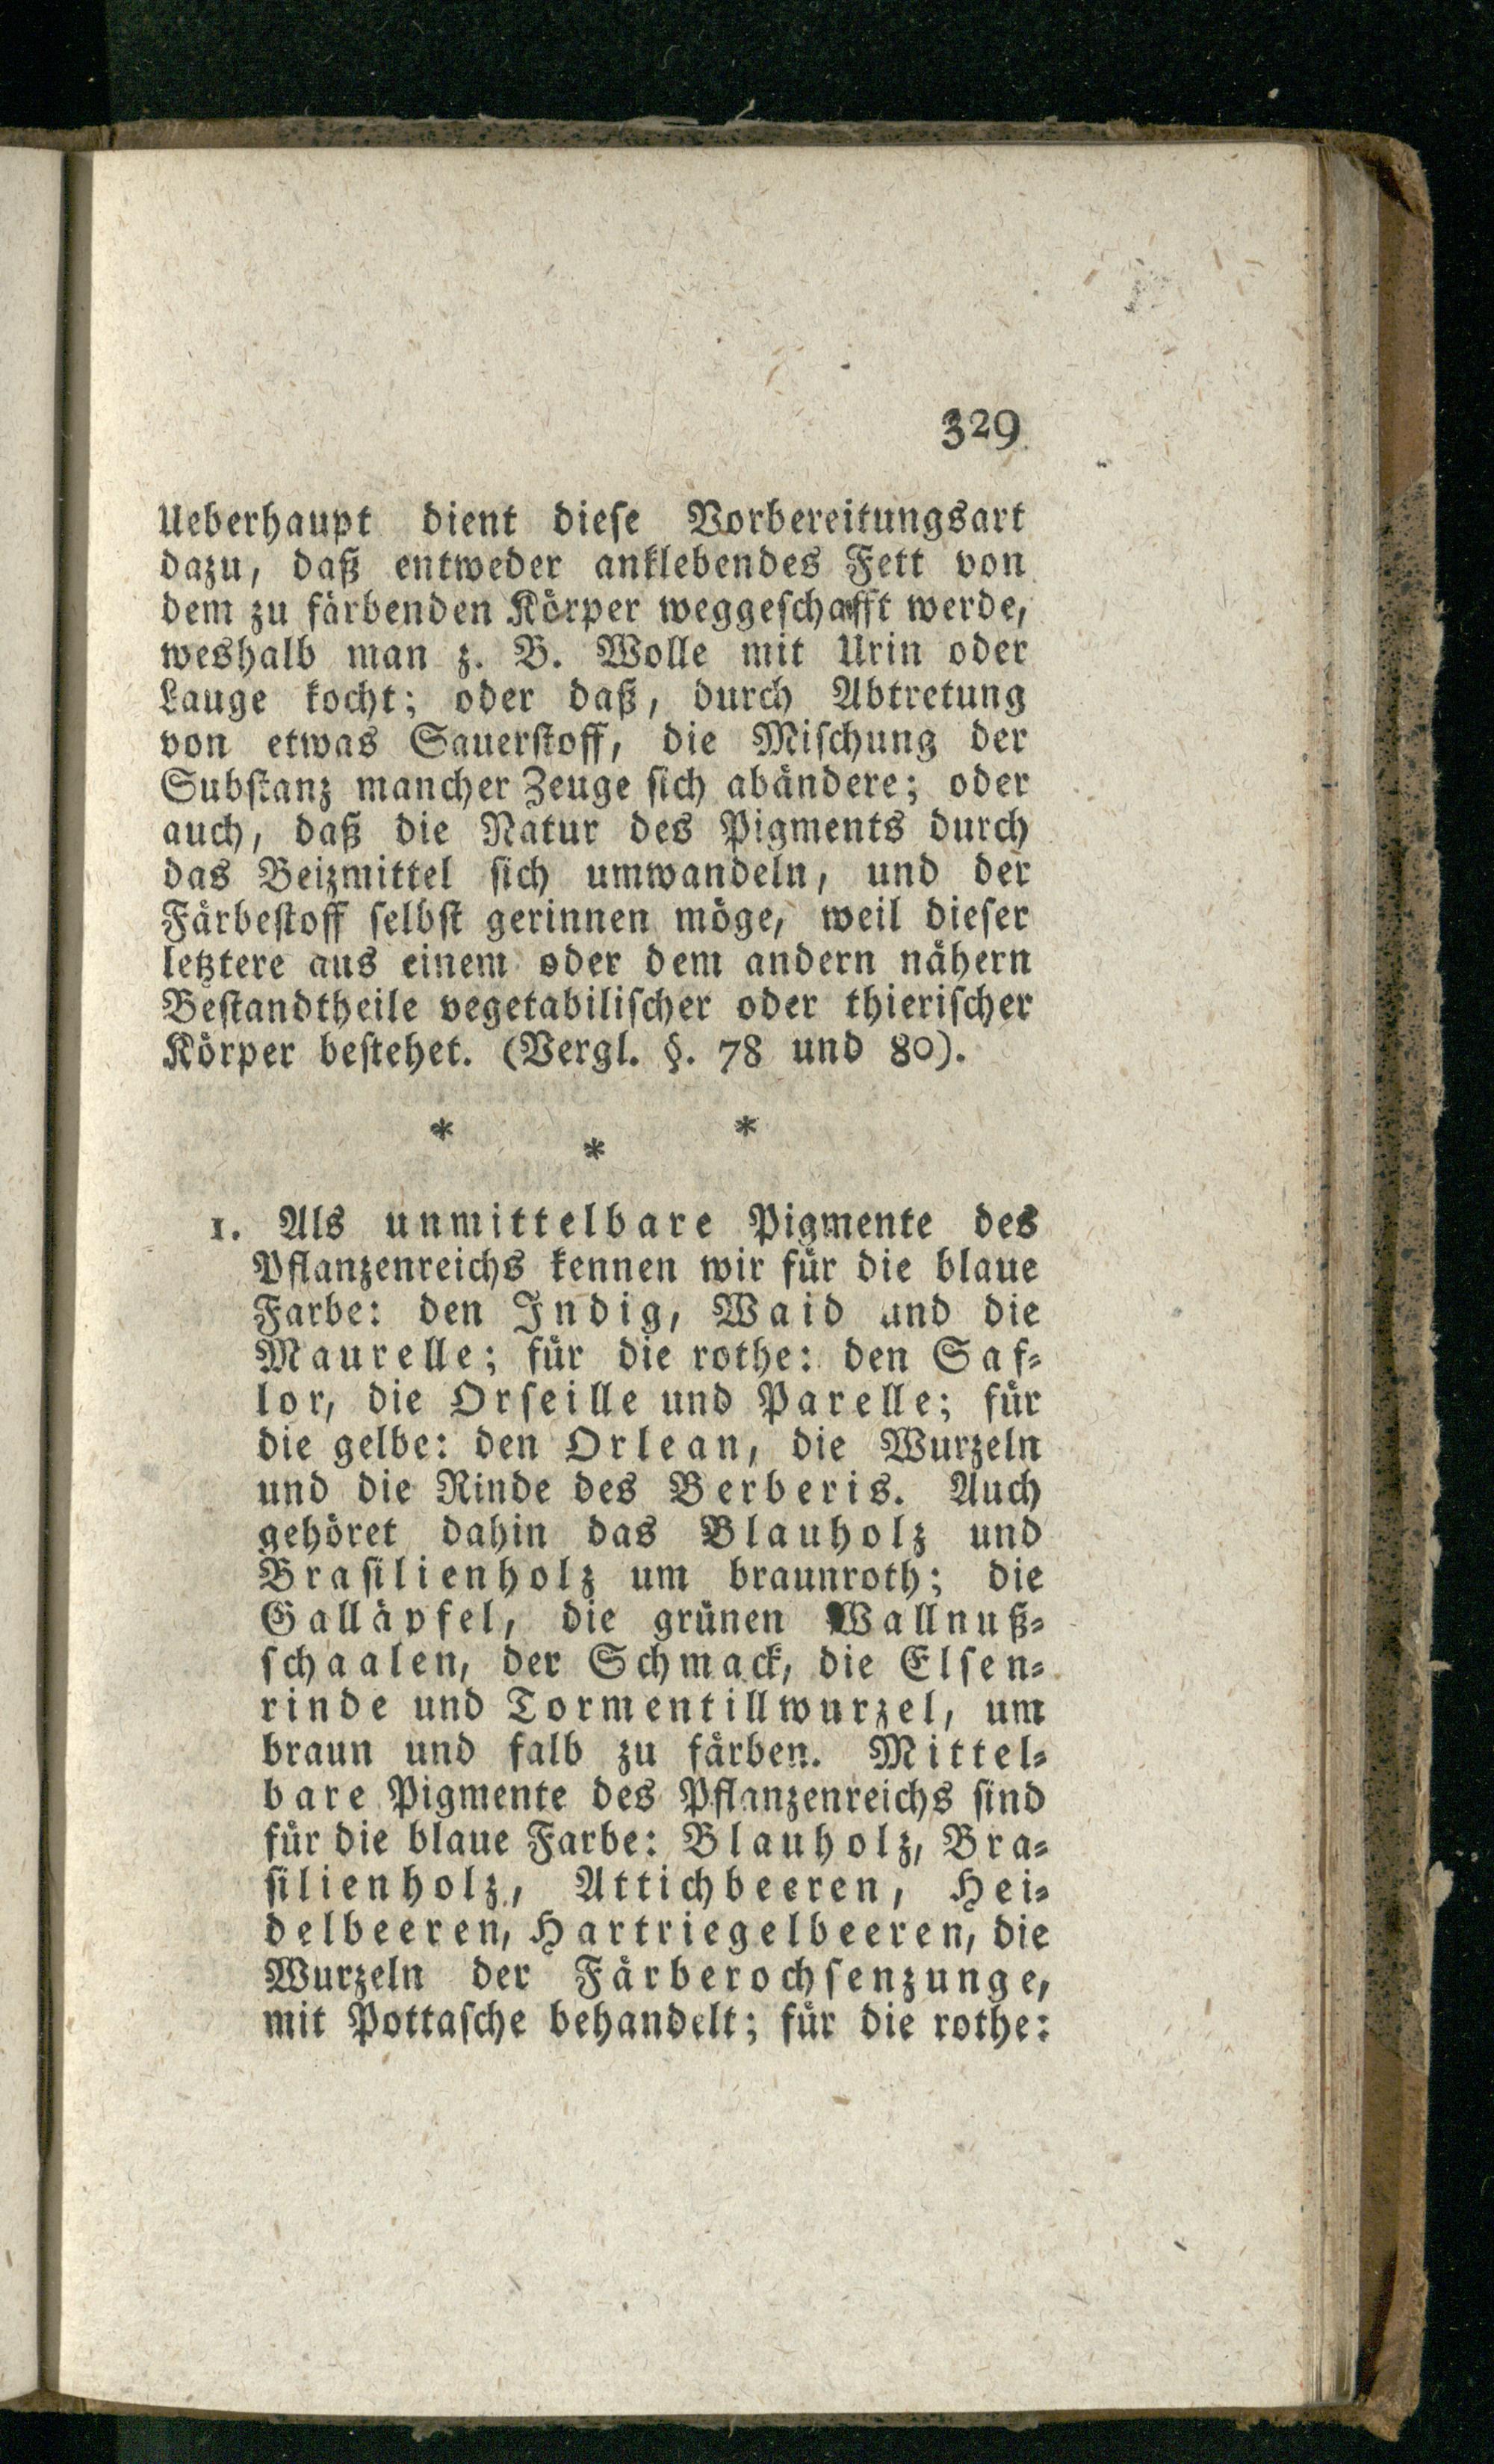 329
Ueberhaupt dient diese Vorbereitungsart
dazu, daß entweder anklebendes Fett von
dem zu färbenden Körper weggeschafft werde,
weshalb man z. B. Wolle mit Urin oder
Lauge kocht; oder daß, durch Abtretung
von etwas Sauerstoff, die Mischung der
Substanz mancher Zeuge sich abändere; oder
auch, daß die Natur des Pigments durch
das Beizmittel sich umwandeln, und der
Färbestoff selbst gerinnen möge, weil dieser
letztere aus einem oder dem andern nähern
Bestandtheile vegetabilischer oder thierischer
Körper bestehet. (Vergl. §. 78 und 80).
* * *
1. Als unmittelbare Pigmente des
Pflanzenreichs kennen wir für die blaue
Farbe: den Indig, Waid und die
Maurelle; für die rothe: den Saf-
lor, die Orseille und Parelle; für
die gelbe: den Orlean, die Wurzeln
und die Rinde des Berberis. Auch
gehöret dahin das Blauholz und
Brasilienholz um braunroth; die
Galläpfel, die grünen Wallnuß-
schaalen, der Schmack, die Elsen-
rinde und Tormentillwurzel, um
braun und falb zu färben. Mittel-
bare Pigmente des Pflanzenreichs sind
für die blaue Farbe: Blauholz, Bra-
silienholz, Attichbeeren, Hei-
delbeeren, Hartriegelbeeren, die
Wurzeln der Färberochsenzunge,
mit Pottasche behandelt; für die rothe: